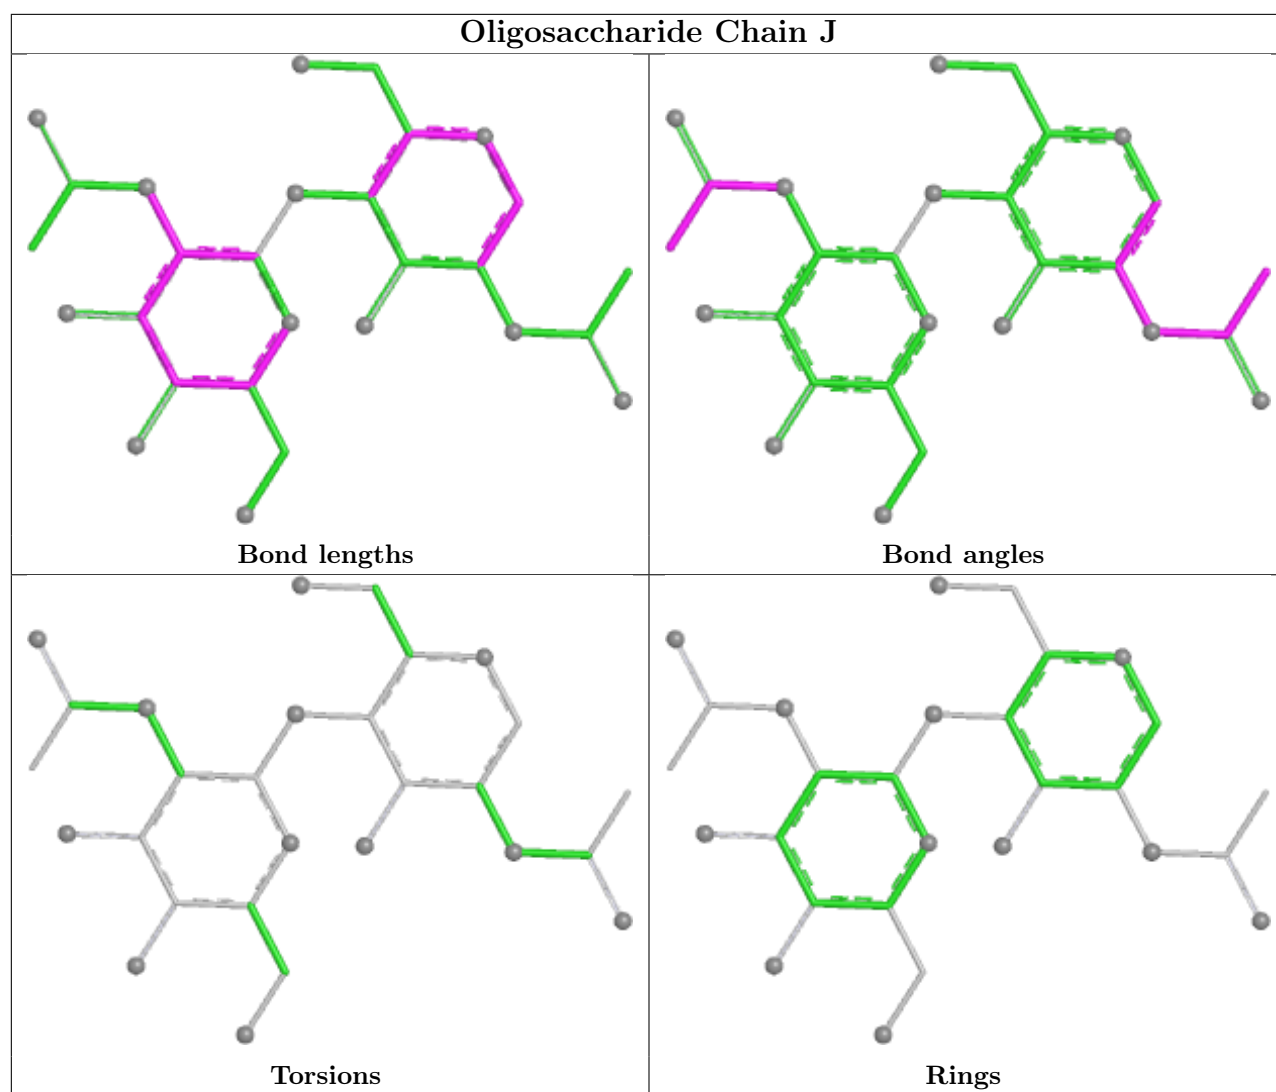 Oligosaccharide Chain J
Bond lengths
Bond angles
Torsions
Rings